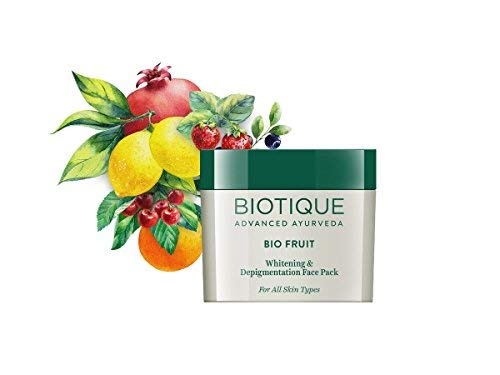 BIOTIQUE
ADVANCED AYURVEDA
BIO FRUIT
Whitening &
Depigmentation Face Pack
For All Skin Types